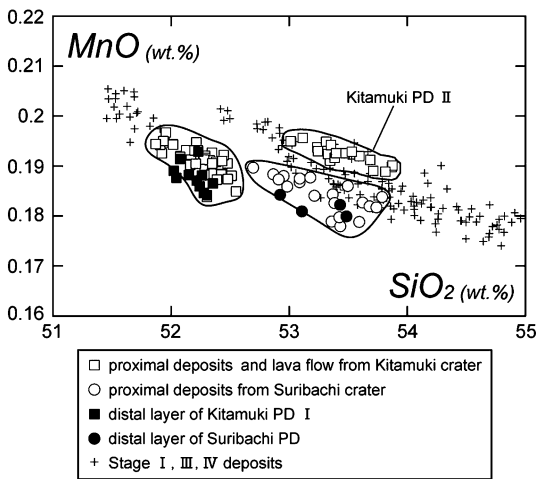 0.22
MnO (wt.%)
0.21
Kitamuki PD Ⅱ
0.2
0.19
0.18
SiO2 (wt.%)
0.16
51
52
53
54
55
proximal deposits and lava flow from Kitamuki crater
proximal deposits from Suribachi crater
distal layer of Kitamuki PD Ⅰ
distal layer of Suribachi PD
Stage Ⅰ, Ⅲ, Ⅳ deposits